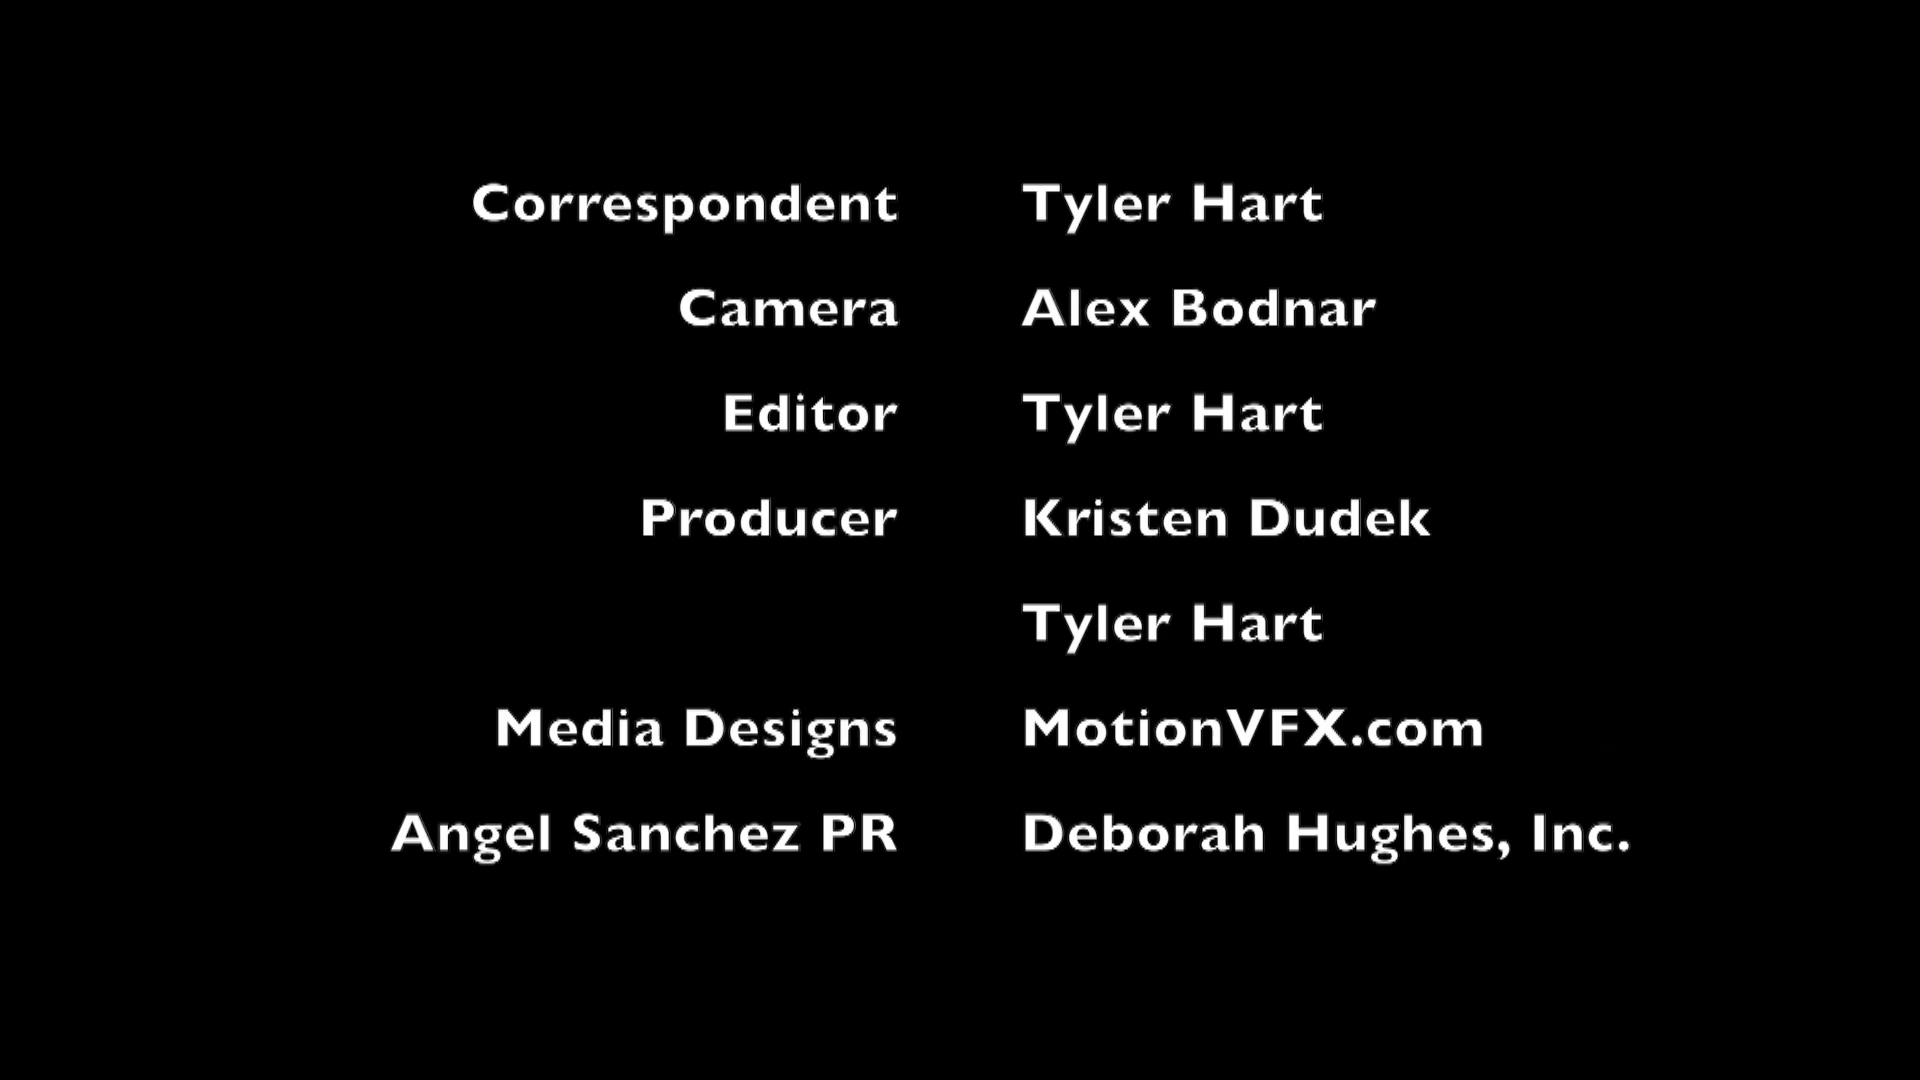 Correspondent Tyler Hart
Camera Alex Bodnar
Editor Tyler Hart
Producer Kristen Dudek
Tyler Hart
Media Designs MotionVFX.com
Angel Sanchez PR Deborah Hughes, Inc.